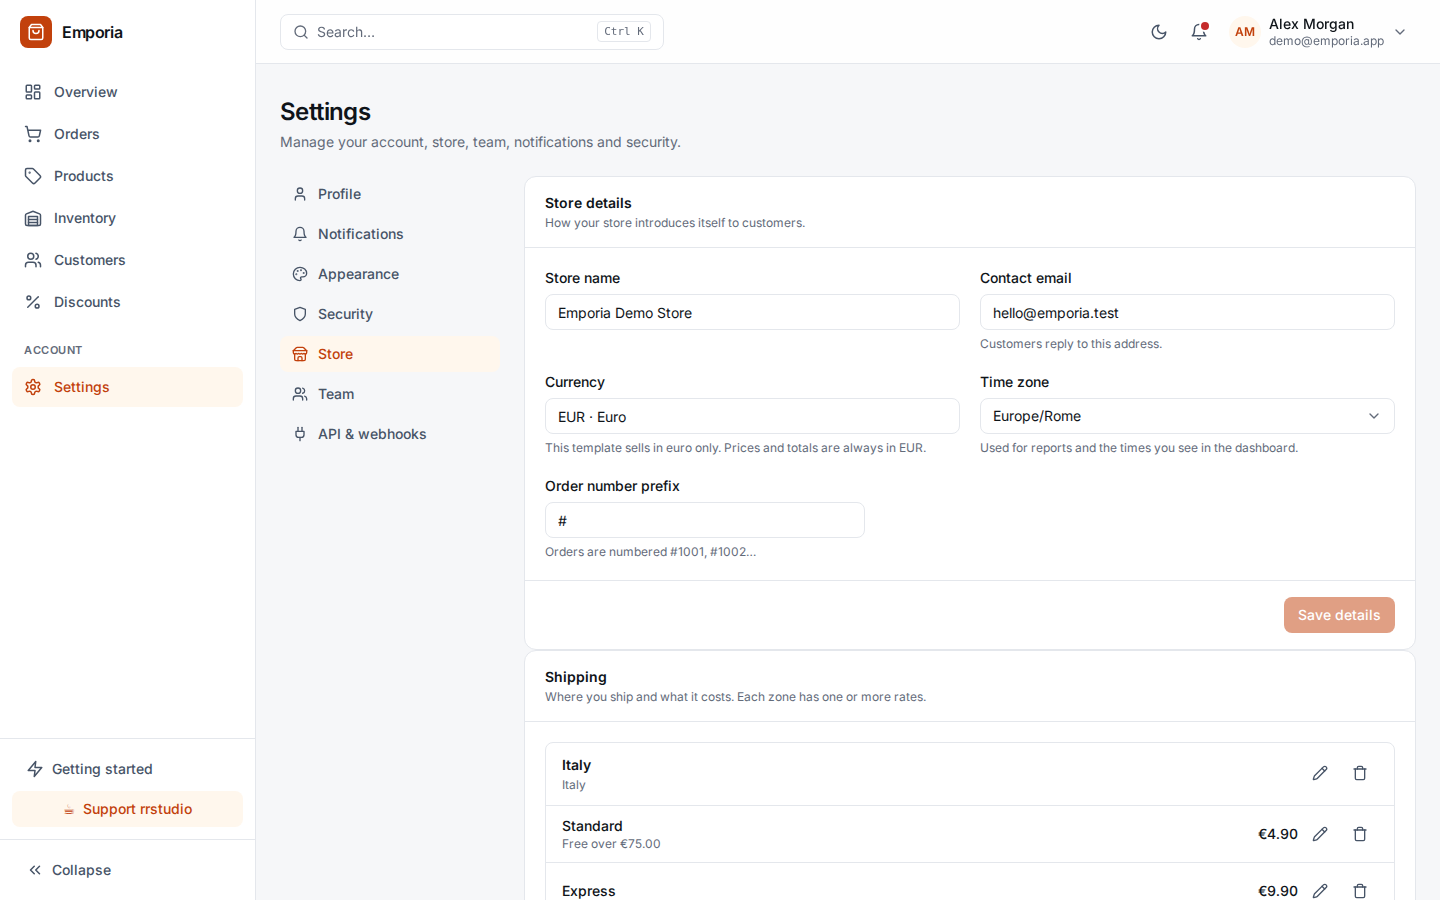 Emporia
Search...
Ctrl K
AM
Alex Morgan
demo@emporia.app
Overview
Orders
Products
Inventory
Customers
Discounts
ACCOUNT
Settings
Getting started
Support rrstudio
Collapse
Settings
Manage your account, store, team, notifications and security.
Profile
Notifications
Appearance
Security
Store
Team
API & webhooks
Store details
How your store introduces itself to customers.
Store name
Emporia Demo Store
Contact email
hello@emporia.test
Customers reply to this address.
Currency
EUR · Euro
This template sells in euro only. Prices and totals are always in EUR.
Time zone
Europe/Rome
Used for reports and the times you see in the dashboard.
Order number prefix
#
Orders are numbered #1001, #1002...
Save details
Shipping
Where you ship and what it costs. Each zone has one or more rates.
Italy
Italy
Standard
Free over €75.00
€4.90
Express
€9.90